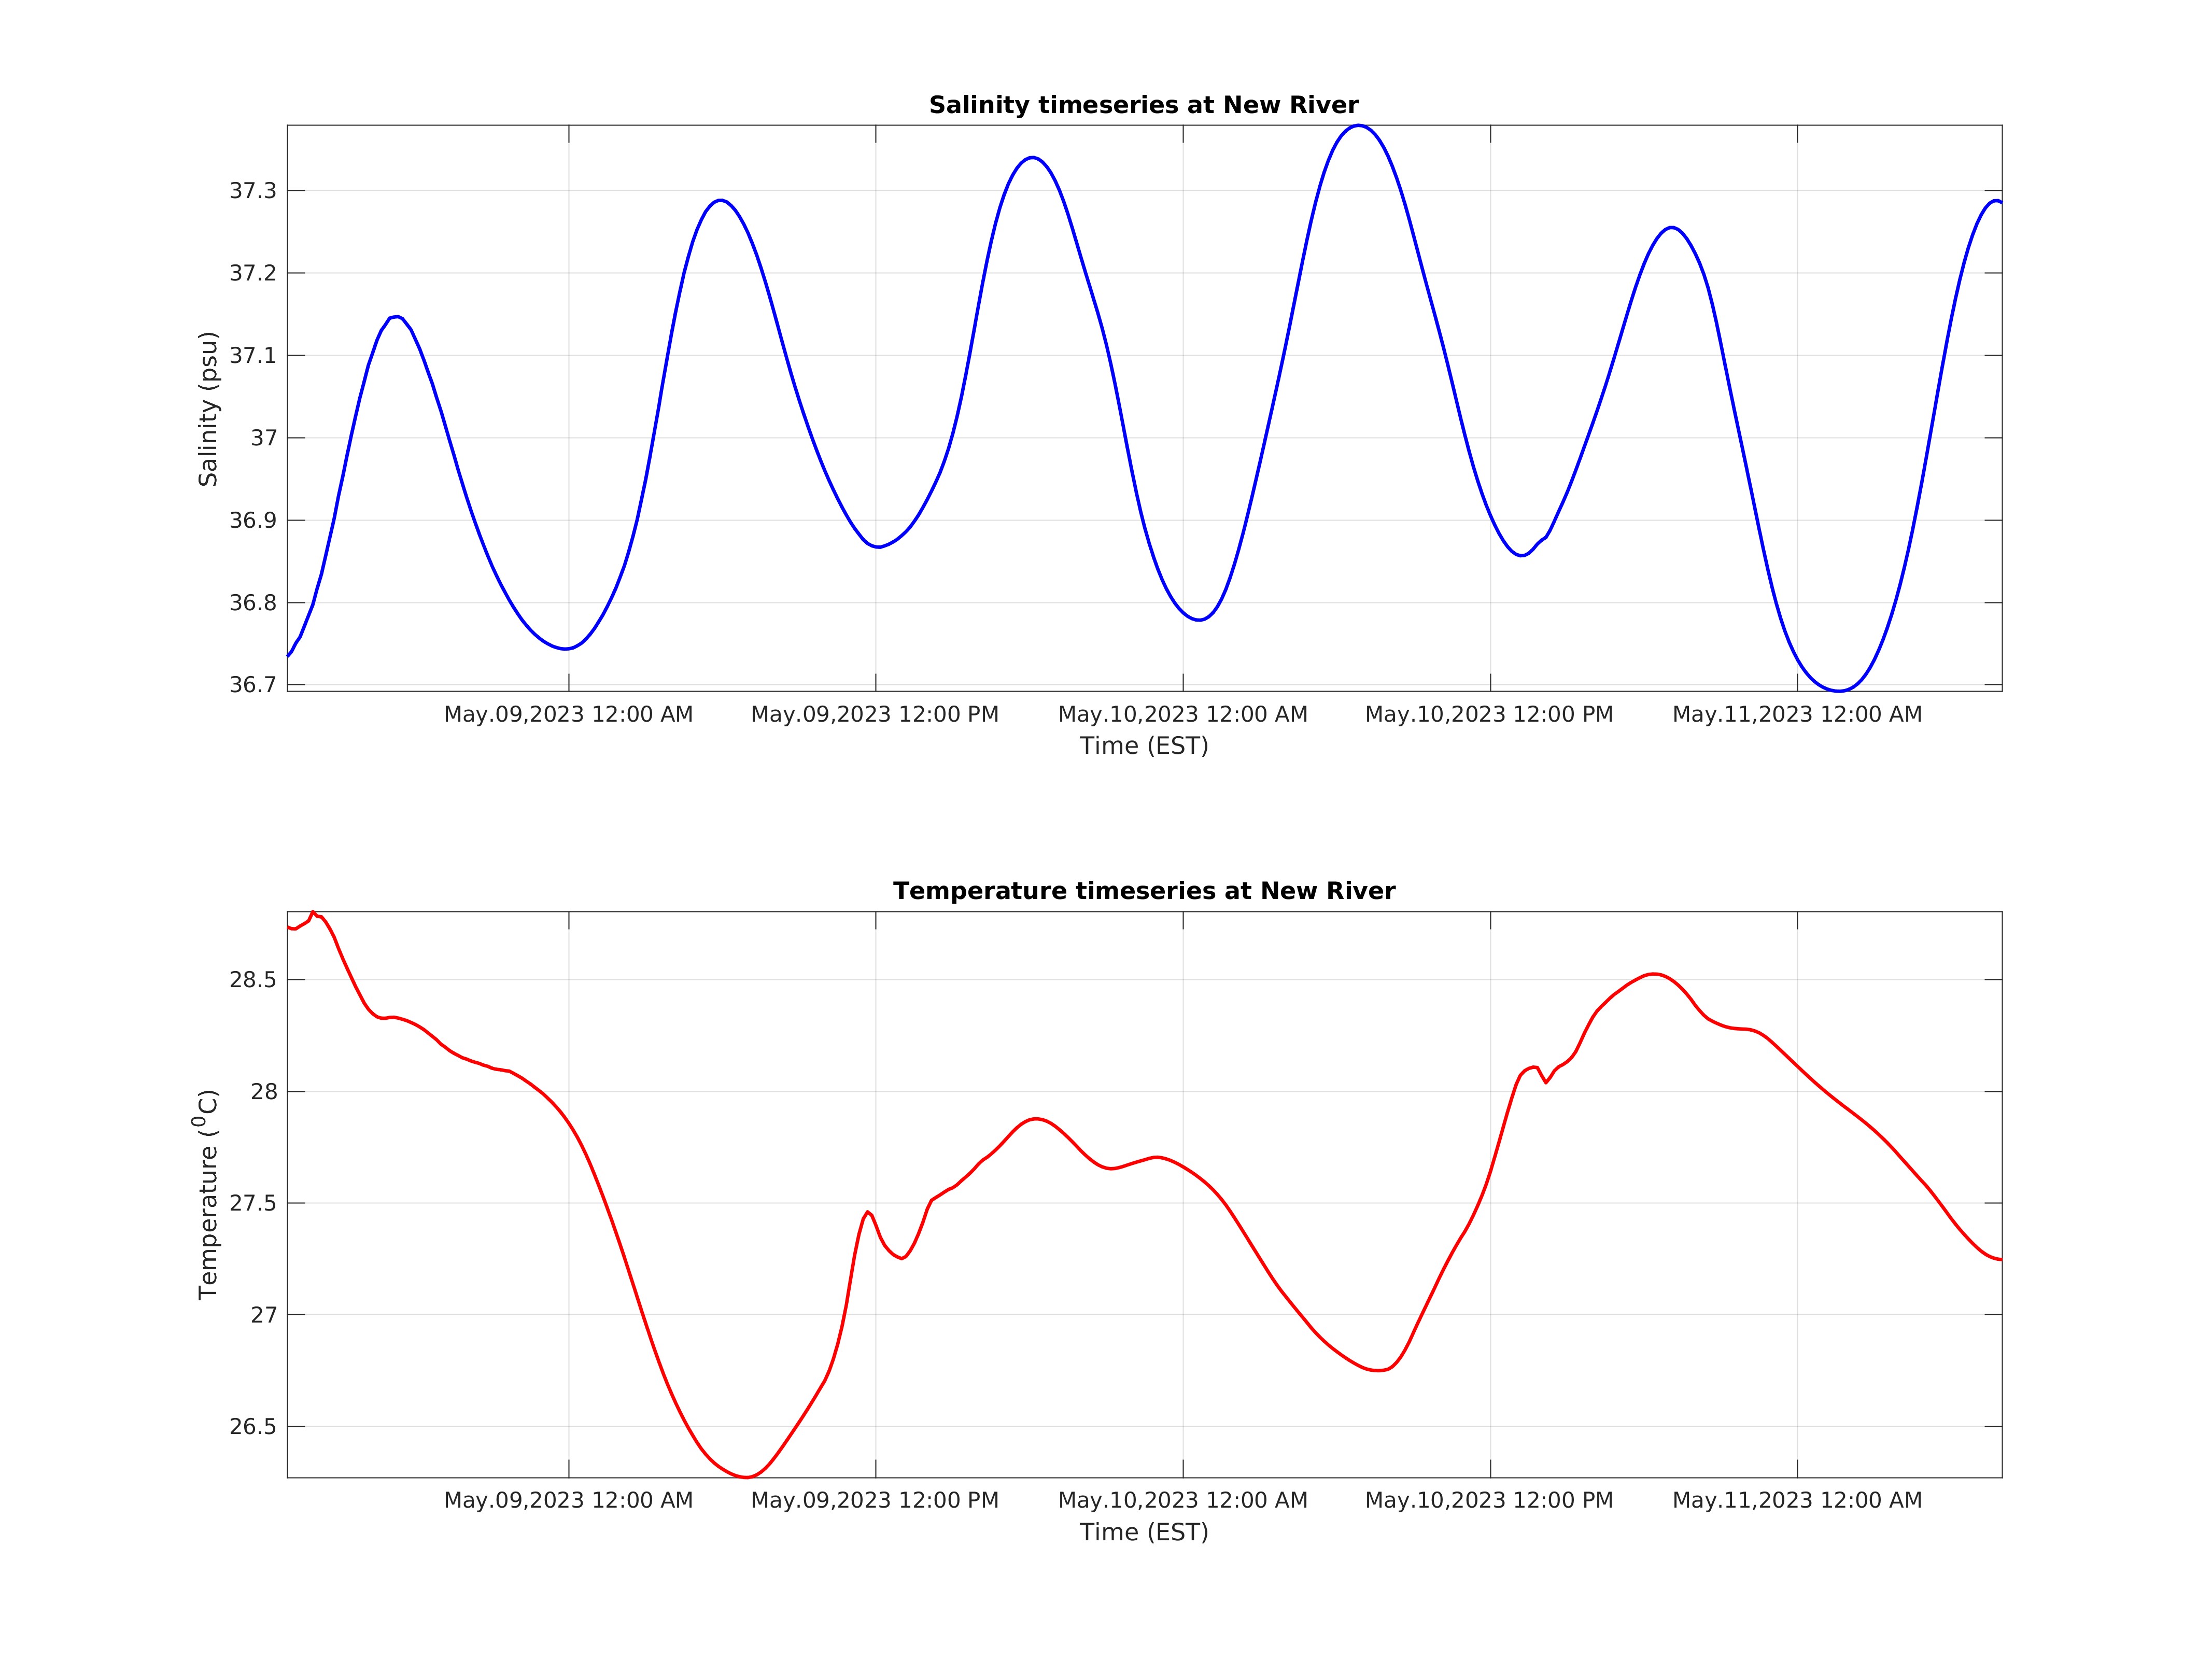 Salinity timeseries at New River
Salinity (psu)
37.3
37.2
37.1
37
36.9
36.8
36.7
May.09,2023 12:00 AM May.09,2023 12:00 PM May.10,2023 12:00 AM May.10,2023 12:00 PM May.11,2023 12:00 AM
Time (EST)
Temperature timeseries at New River
Temperature (⁰C)
28.5
28
27.5
27
26.5
May.09,2023 12:00 AM May.09,2023 12:00 PM May.10,2023 12:00 AM May.10,2023 12:00 PM May.11,2023 12:00 AM
Time (EST)